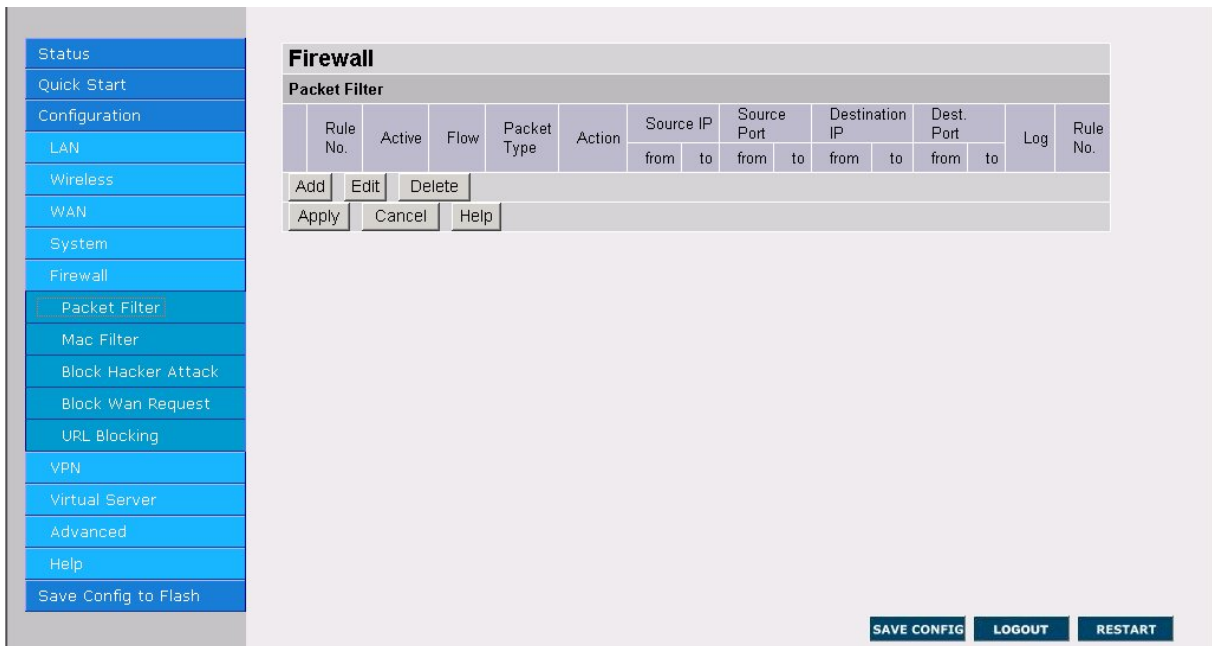 Status
Quick Start
Configuration
LAN
Wireless
WAN
System
Firewall
Packet Filter
Mac Filter
Block Hacker Attack
Block Wan Request
URL Blocking
VPN
Virtual Server
Advanced
Help
Save Config to Flash
Firewall
Packet Filter
Rule No. Active Flow Packet Type Action Source IP Source Port Destination IP Dest. Port Log Rule No.
from to from to from to from to
Add Edit Delete
Apply Cancel Help
SAVE CONFIG LOGOUT RESTART